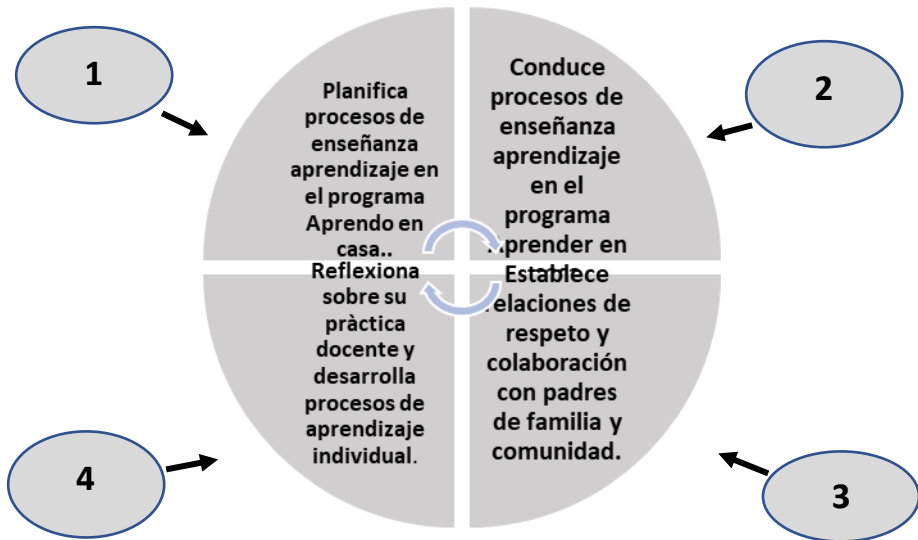 1
Planifica
procesos de
enseñanza
aprendizaje en
el programa
Aprendo en
casa..
2
Conduce
procesos de
enseñanza
aprendizaje
en el
programa
Aprender en
3
Establece
relaciones de
respeto y
colaboración
con padres
de familia y
comunidad.
4
Reflexiona
sobre su
pràctica
docente y
desarrolla
procesos de
aprendizaje
individual.